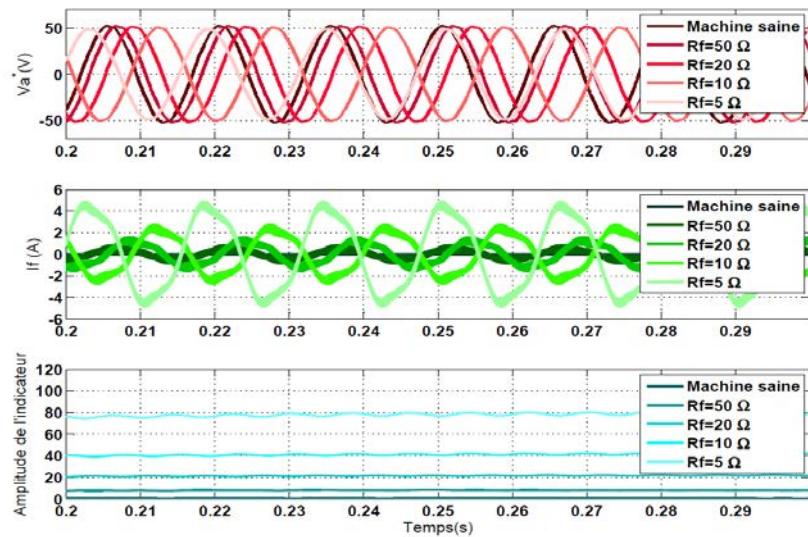 Va* (V)
50
0
-50
0.2 0.21 0.22 0.23 0.24 0.25 0.26 0.27 0.28 0.29
Machine saine
Rf=50 Ω
Rf=20 Ω
Rf=10 Ω
Rf=5 Ω
If (A)
6
4
2
0
-2
-4
-6
0.2 0.21 0.22 0.23 0.24 0.25 0.26 0.27 0.28 0.29
Machine saine
Rf=50 Ω
Rf=20 Ω
Rf=10 Ω
Rf=5 Ω
Amplitude de l'indicateur
120
100
80
60
40
20
0
0.2 0.21 0.22 0.23 0.24 0.25 0.26 0.27 0.28 0.29
Machine saine
Rf=50 Ω
Rf=20 Ω
Rf=10 Ω
Rf=5 Ω
Temps(s)